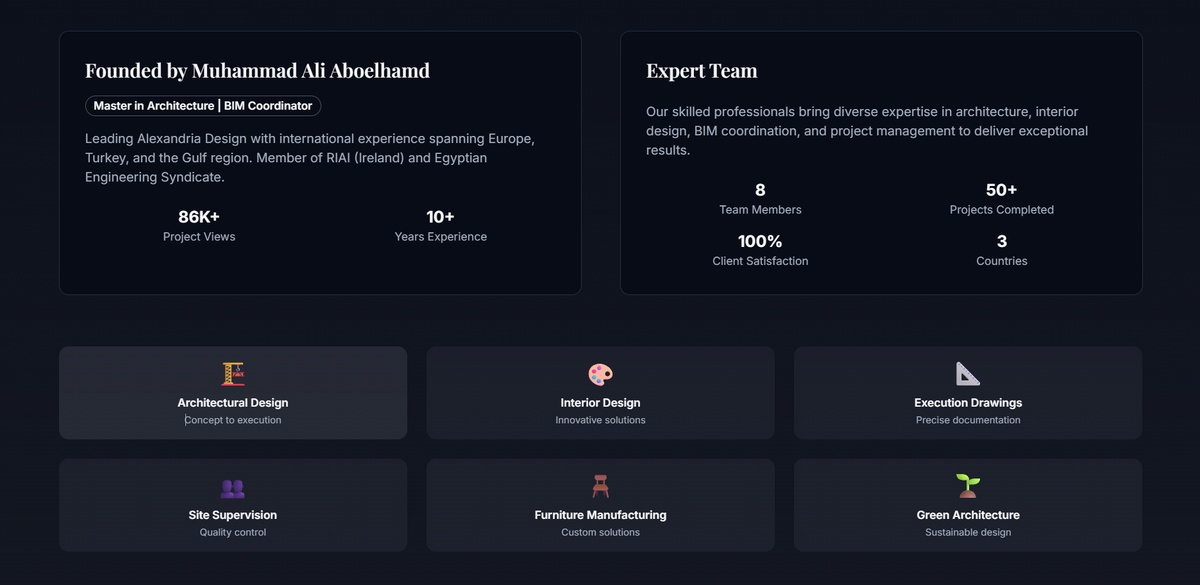 Founded by Muhammad Ali Aboelhamd
Master in Architecture | BIM Coordinator
Leading Alexandria Design with international experience spanning Europe,
Turkey, and the Gulf region. Member of RIAI (Ireland) and Egyptian
Engineering Syndicate.
86K+
Project Views
10+
Years Experience
Expert Team
Our skilled professionals bring diverse expertise in architecture, interior
design, BIM coordination, and project management to deliver exceptional
results.
8
Team Members
50+
Projects Completed
100%
Client Satisfaction
3
Countries
Architectural Design
Concept to execution
Interior Design
Innovative solutions
Execution Drawings
Precise documentation
Site Supervision
Quality control
Furniture Manufacturing
Custom solutions
Green Architecture
Sustainable design